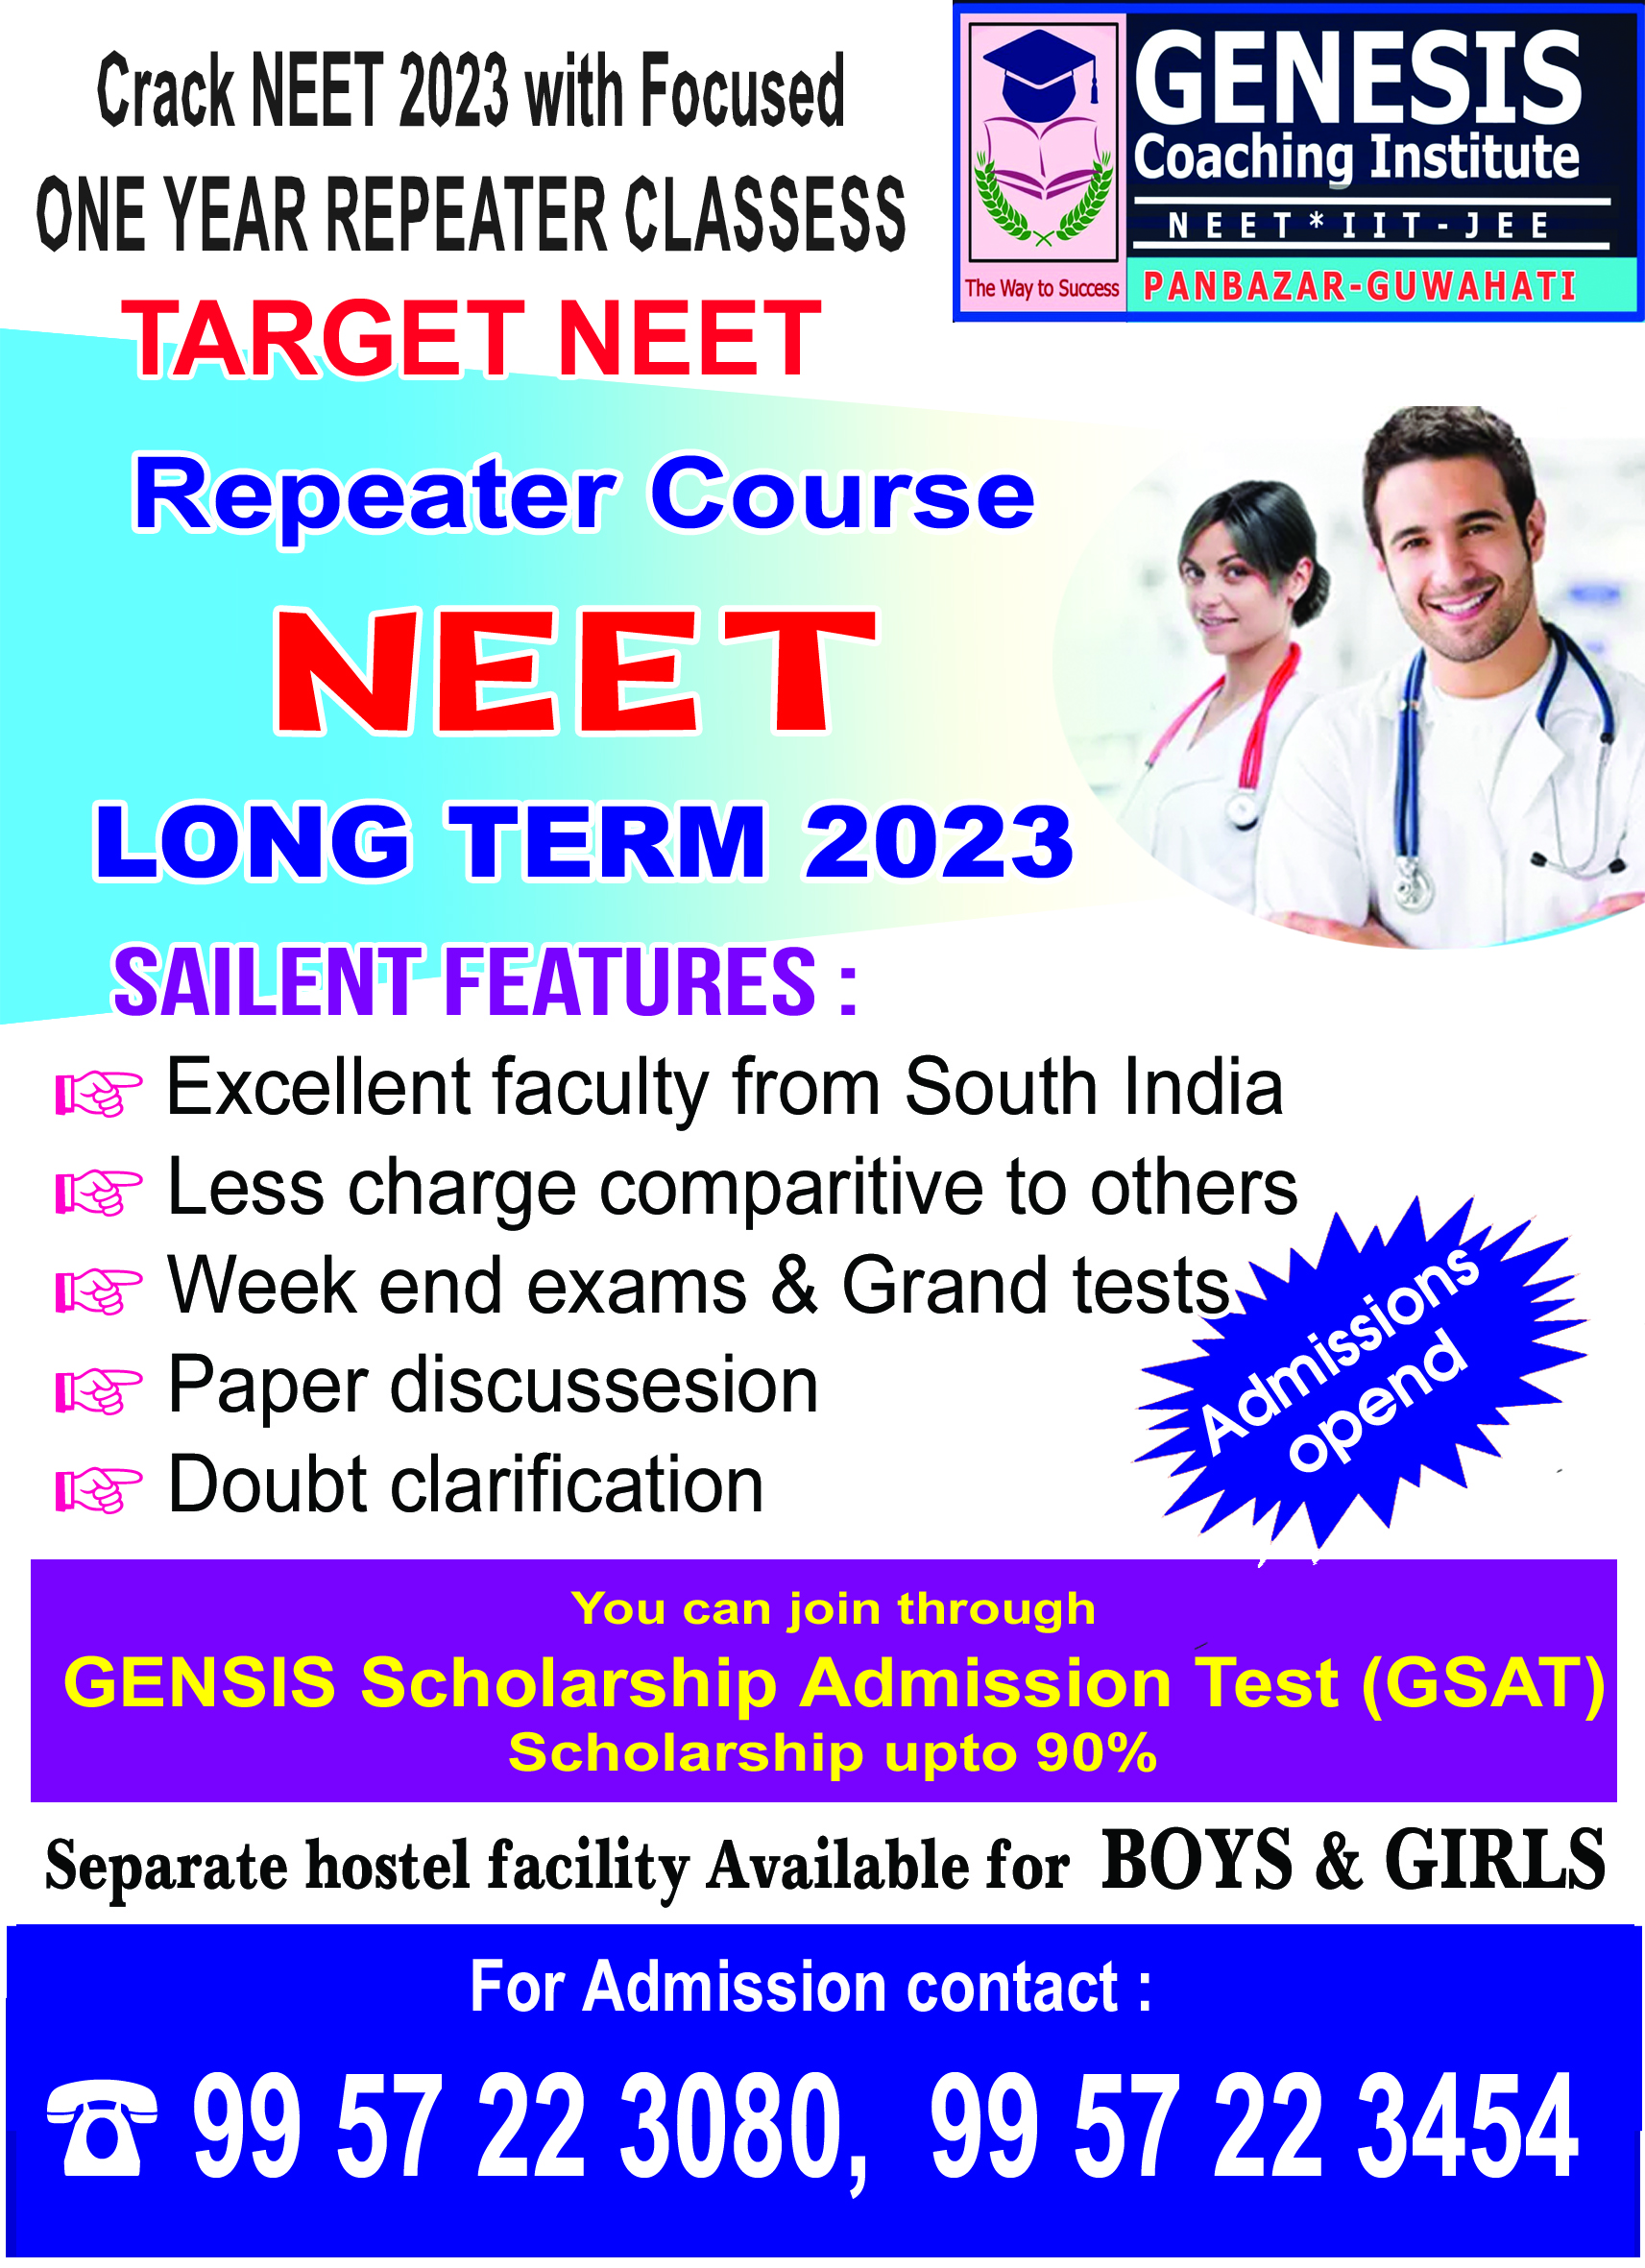 Crack NEET 2023 with Focused
ONE YEAR REPEATER CLASSESS
GENESIS
Coaching Institute
NEET*IIT-JEE
The Way to Success
PANBAZAR-GUWAHATI
TARGET NEET
Repeater Course
NEET
LONG TERM 2023
SAILENT FEATURES :
Excellent faculty from South India
Less charge comparitive to others
Week end exams & Grand tests
Paper discussesion
Doubt clarification
Admissions
opend
You can join through
GENSIS Scholarship Admission Test (GSAT)
Scholarship upto 90%
Separate hostel facility Available for BOYS & GIRLS
For Admission contact :
99 57 22 3080, 99 57 22 3454